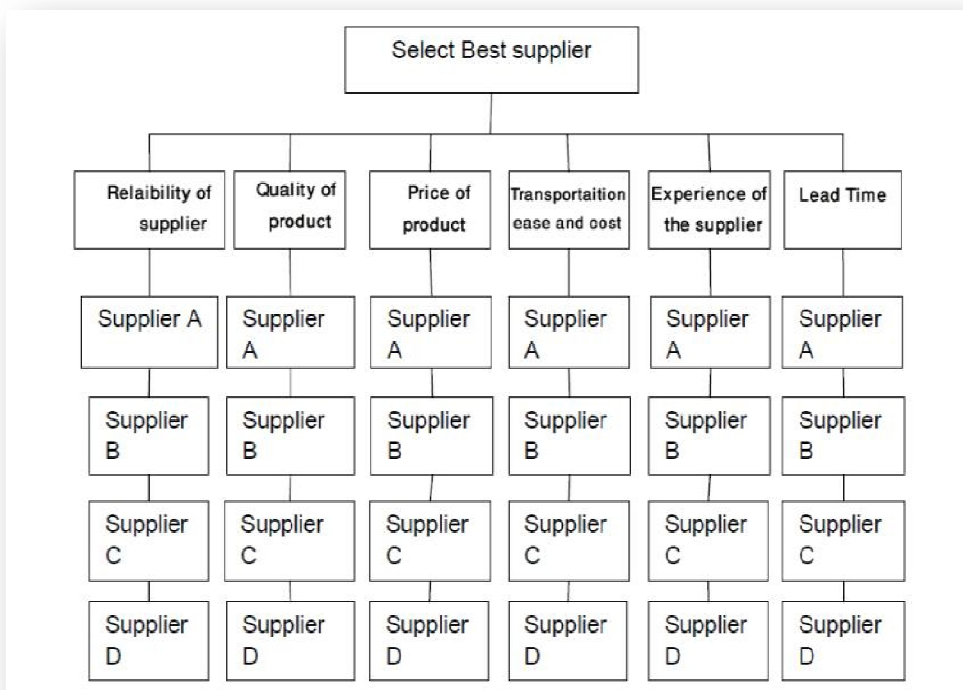 Select Best supplier
Relaibility of
supplier
Quality of
product
Price of
product
Transportaition
ease and cost
Experience of
the supplier
Lead Time
Supplier A
Supplier
A
Supplier
A
Supplier
A
Supplier
A
Supplier
A
Supplier
B
Supplier
B
Supplier
B
Supplier
B
Supplier
B
Supplier
B
Supplier
C
Supplier
C
Supplier
C
Supplier
C
Supplier
C
Supplier
C
Supplier
D
Supplier
D
Supplier
D
Supplier
D
Supplier
D
Supplier
D